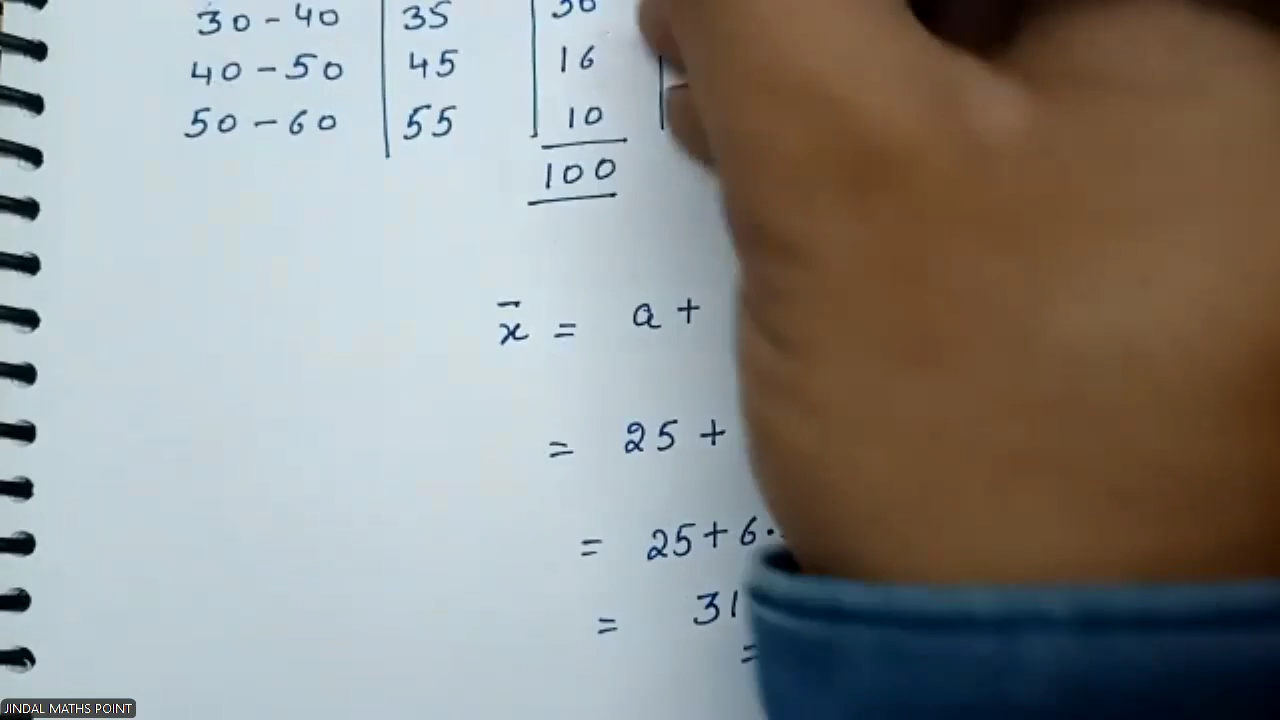 30 - 40 35 30
40 - 50 45 16
50 - 60 55 10
100
x̄ = a +
= 25 +
= 25 + 6.
= 31
=
JINDAL MATHS POINT